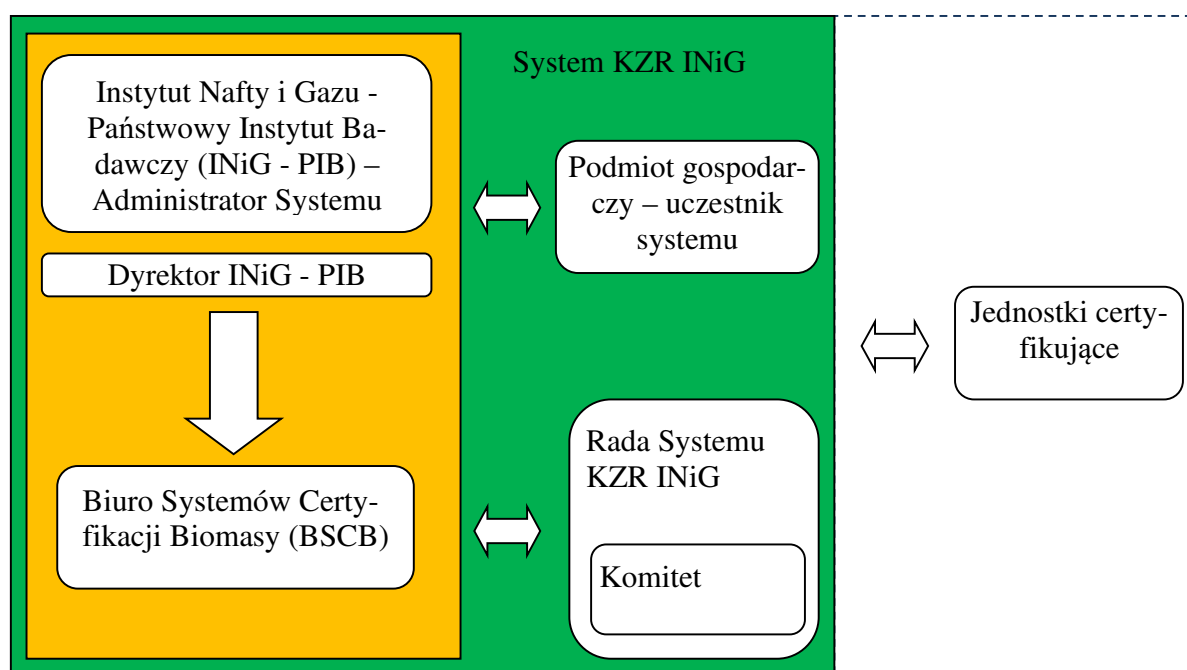 System KZR INiG
Instytut Nafty i Gazu -
Państwowy Instytut Ba-
dawczy (INiG - PIB) –
Administrator Systemu
Dyrektor INiG - PIB
Biuro Systemów Certy-
fikacji Biomasy (BSCB)
Podmiot gospodar-
czy – uczestnik
systemu
Rada Systemu
KZR INiG
Komitet
Jednostki certy-
fikujące